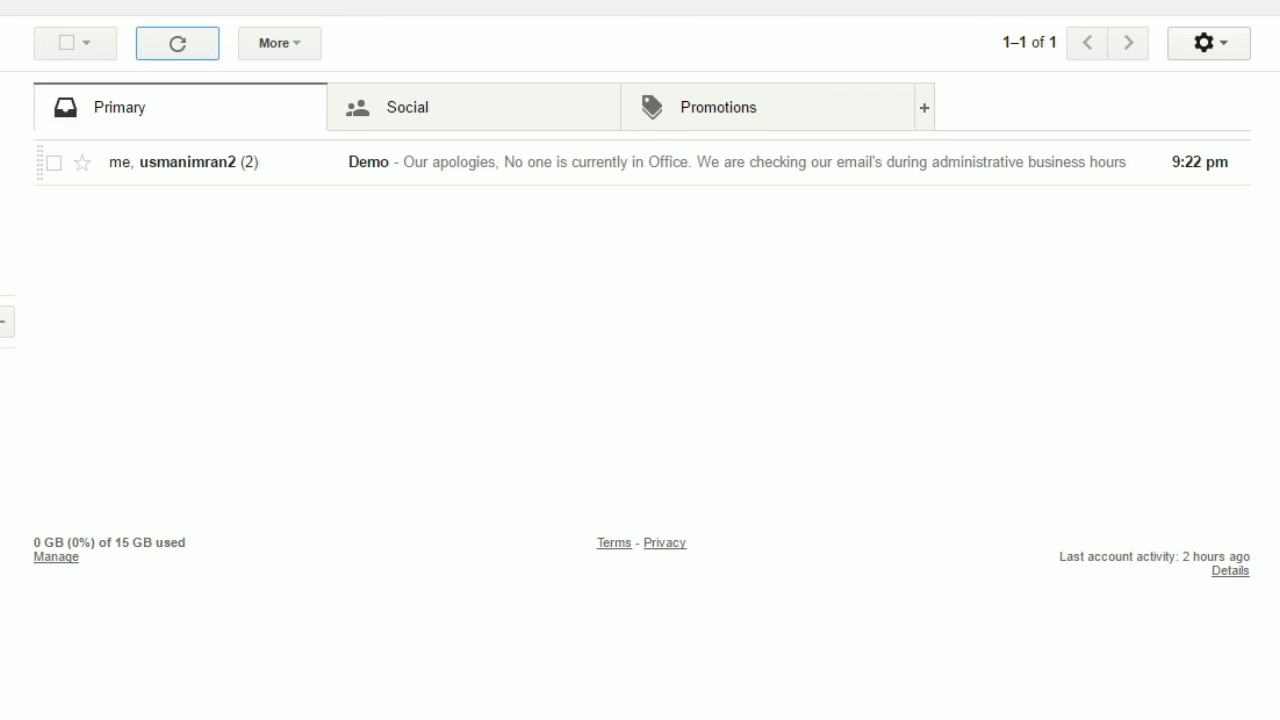 More
1–1 of 1
Primary
Social
Promotions
+
me, usmanimran2 (2)
Demo - Our apologies, No one is currently in Office. We are checking our email's during administrative business hours
9:22 pm
0 GB (0%) of 15 GB used
Manage
Terms - Privacy
Last account activity: 2 hours ago
Details